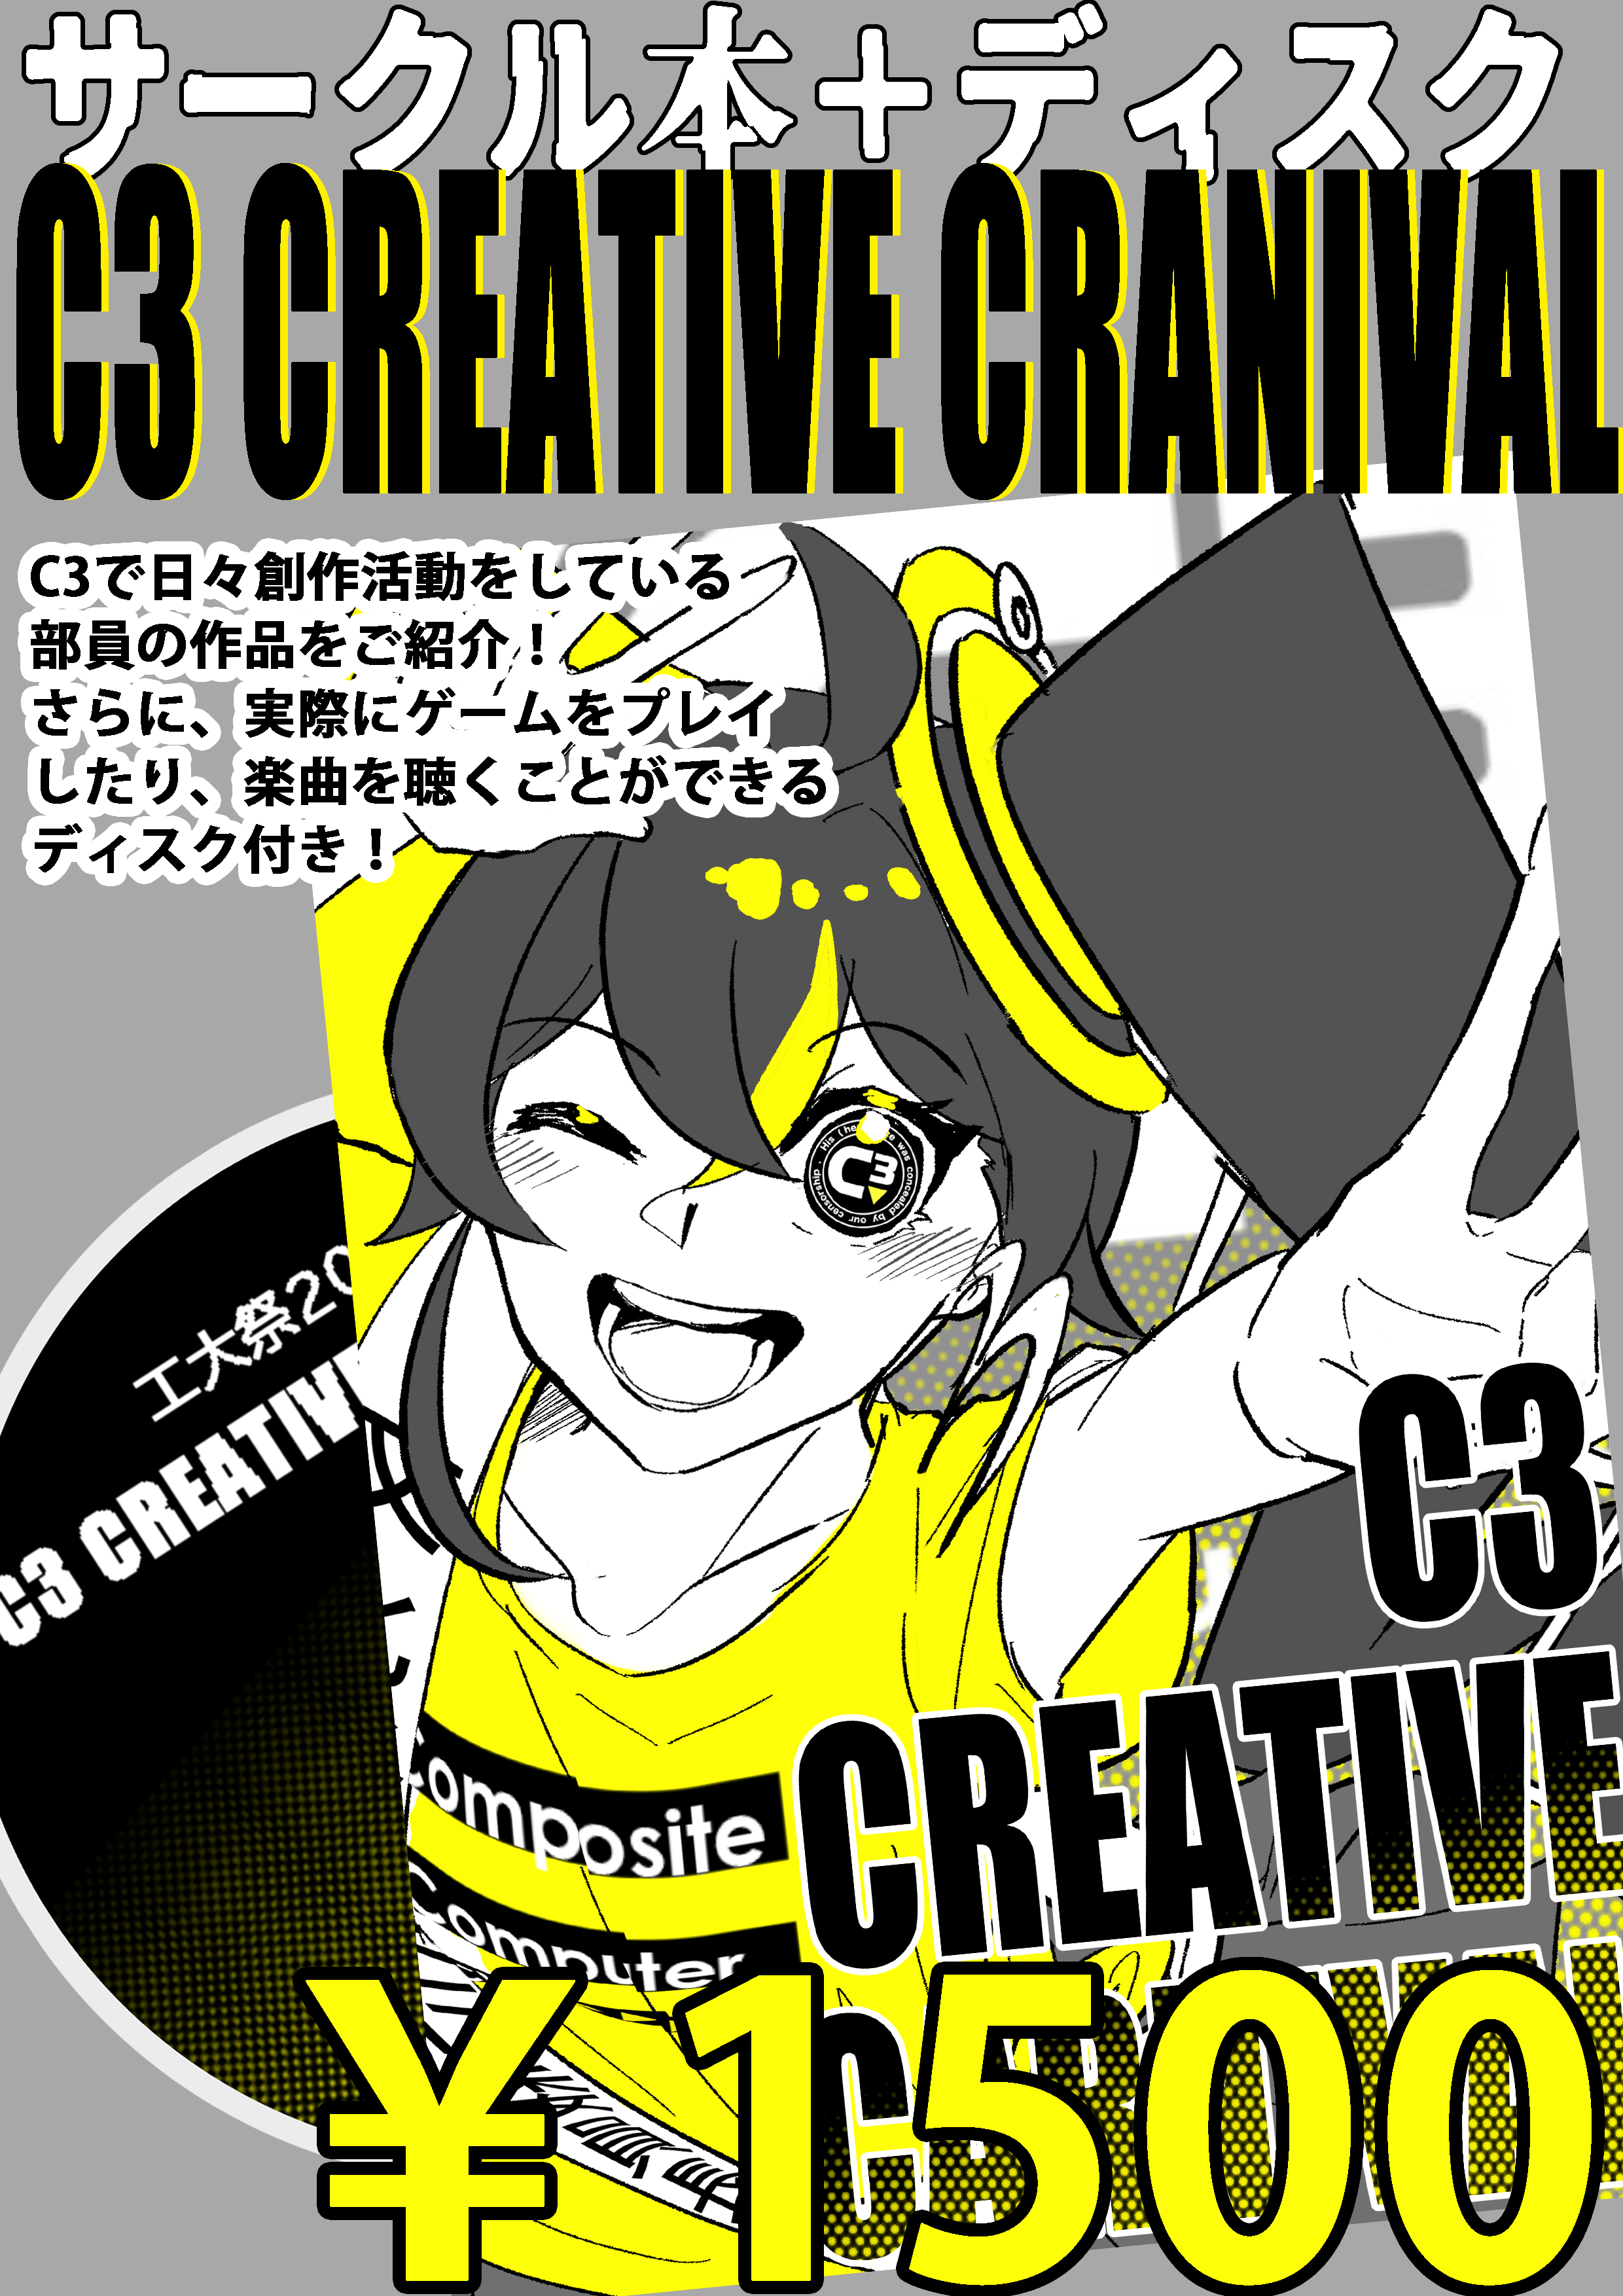 サークル本＋ディスク
C3 CREATIVE CRANIVAL
C3で日々創作活動をしている
部員の作品をご紹介！
さらに、実際にゲームをプレイ
したり、楽曲を聴くことができる
ディスク付き！
C3
工大祭20
C3 CREATIVE
C3
CREATIVE
Composite
Computer
¥1500